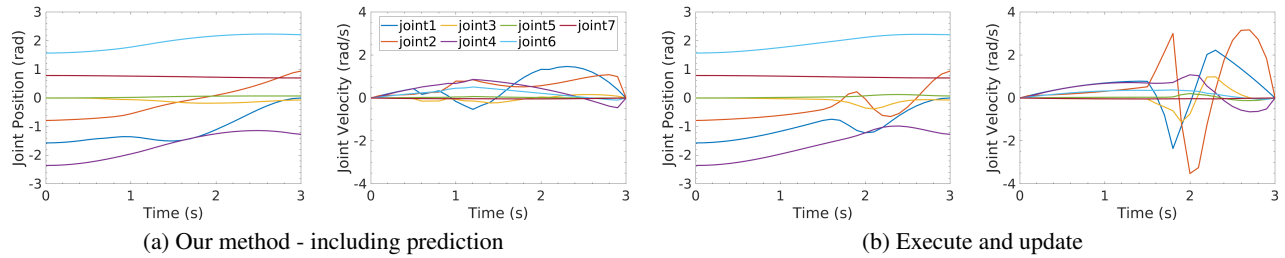 Joint Position (rad)
3
2
1
0
-1
-2
-3
0
1
2
3
Time (s)
Joint Velocity (rad/s)
4
2
0
-2
-4
joint1
joint3
joint5
joint7
joint2
joint4
joint6
0
1
2
3
Time (s)
(a) Our method - including prediction
Joint Position (rad)
3
2
1
0
-1
-2
-3
0
1
2
3
Time (s)
Joint Velocity (rad/s)
4
2
0
-2
-4
0
1
2
3
Time (s)
(b) Execute and update